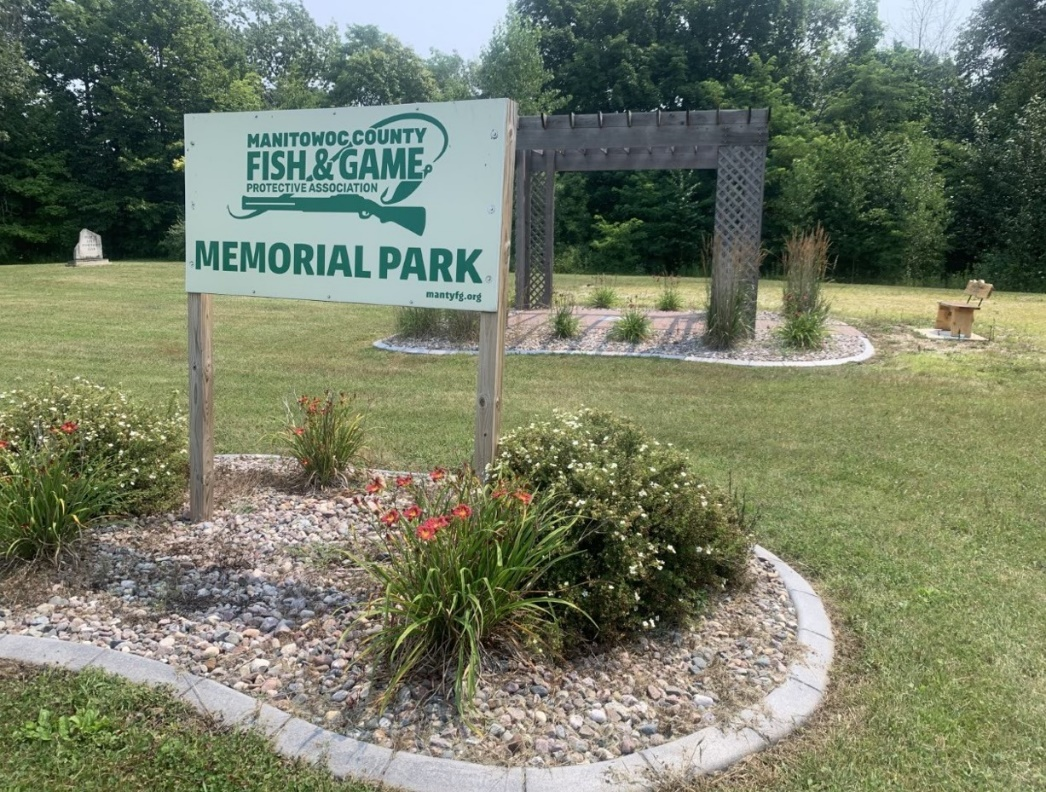 MANITOWOC COUNTY
FISH & GAME
PROTECTIVE ASSOCIATION
MEMORIAL PARK
mantyfg.org